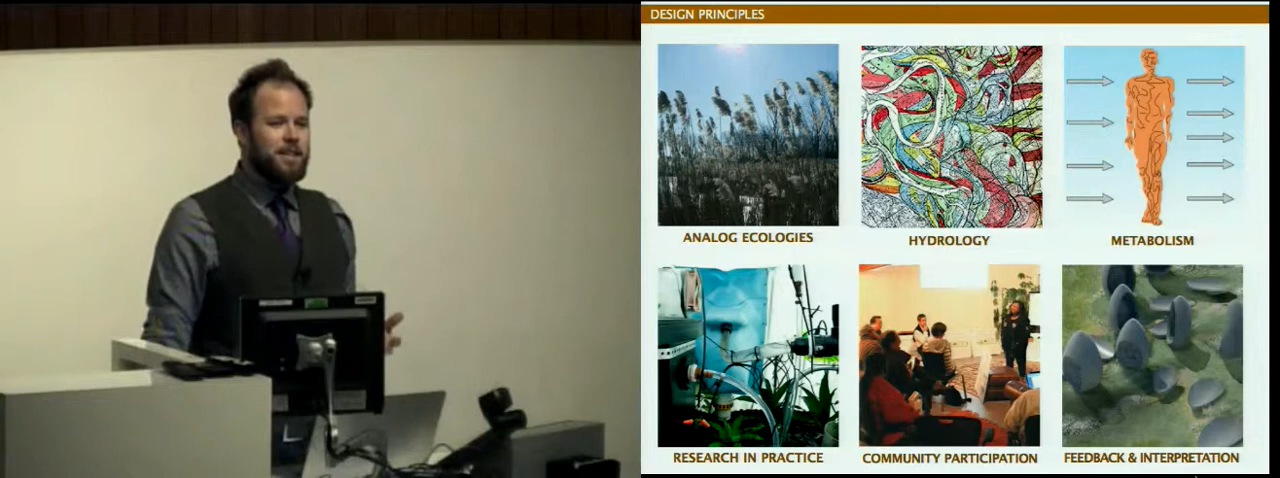 DESIGN PRINCIPLES
ANALOG ECOLOGIES
HYDROLOGY
METABOLISM
RESEARCH IN PRACTICE
COMMUNITY PARTICIPATION
FEEDBACK & INTERPRETATION